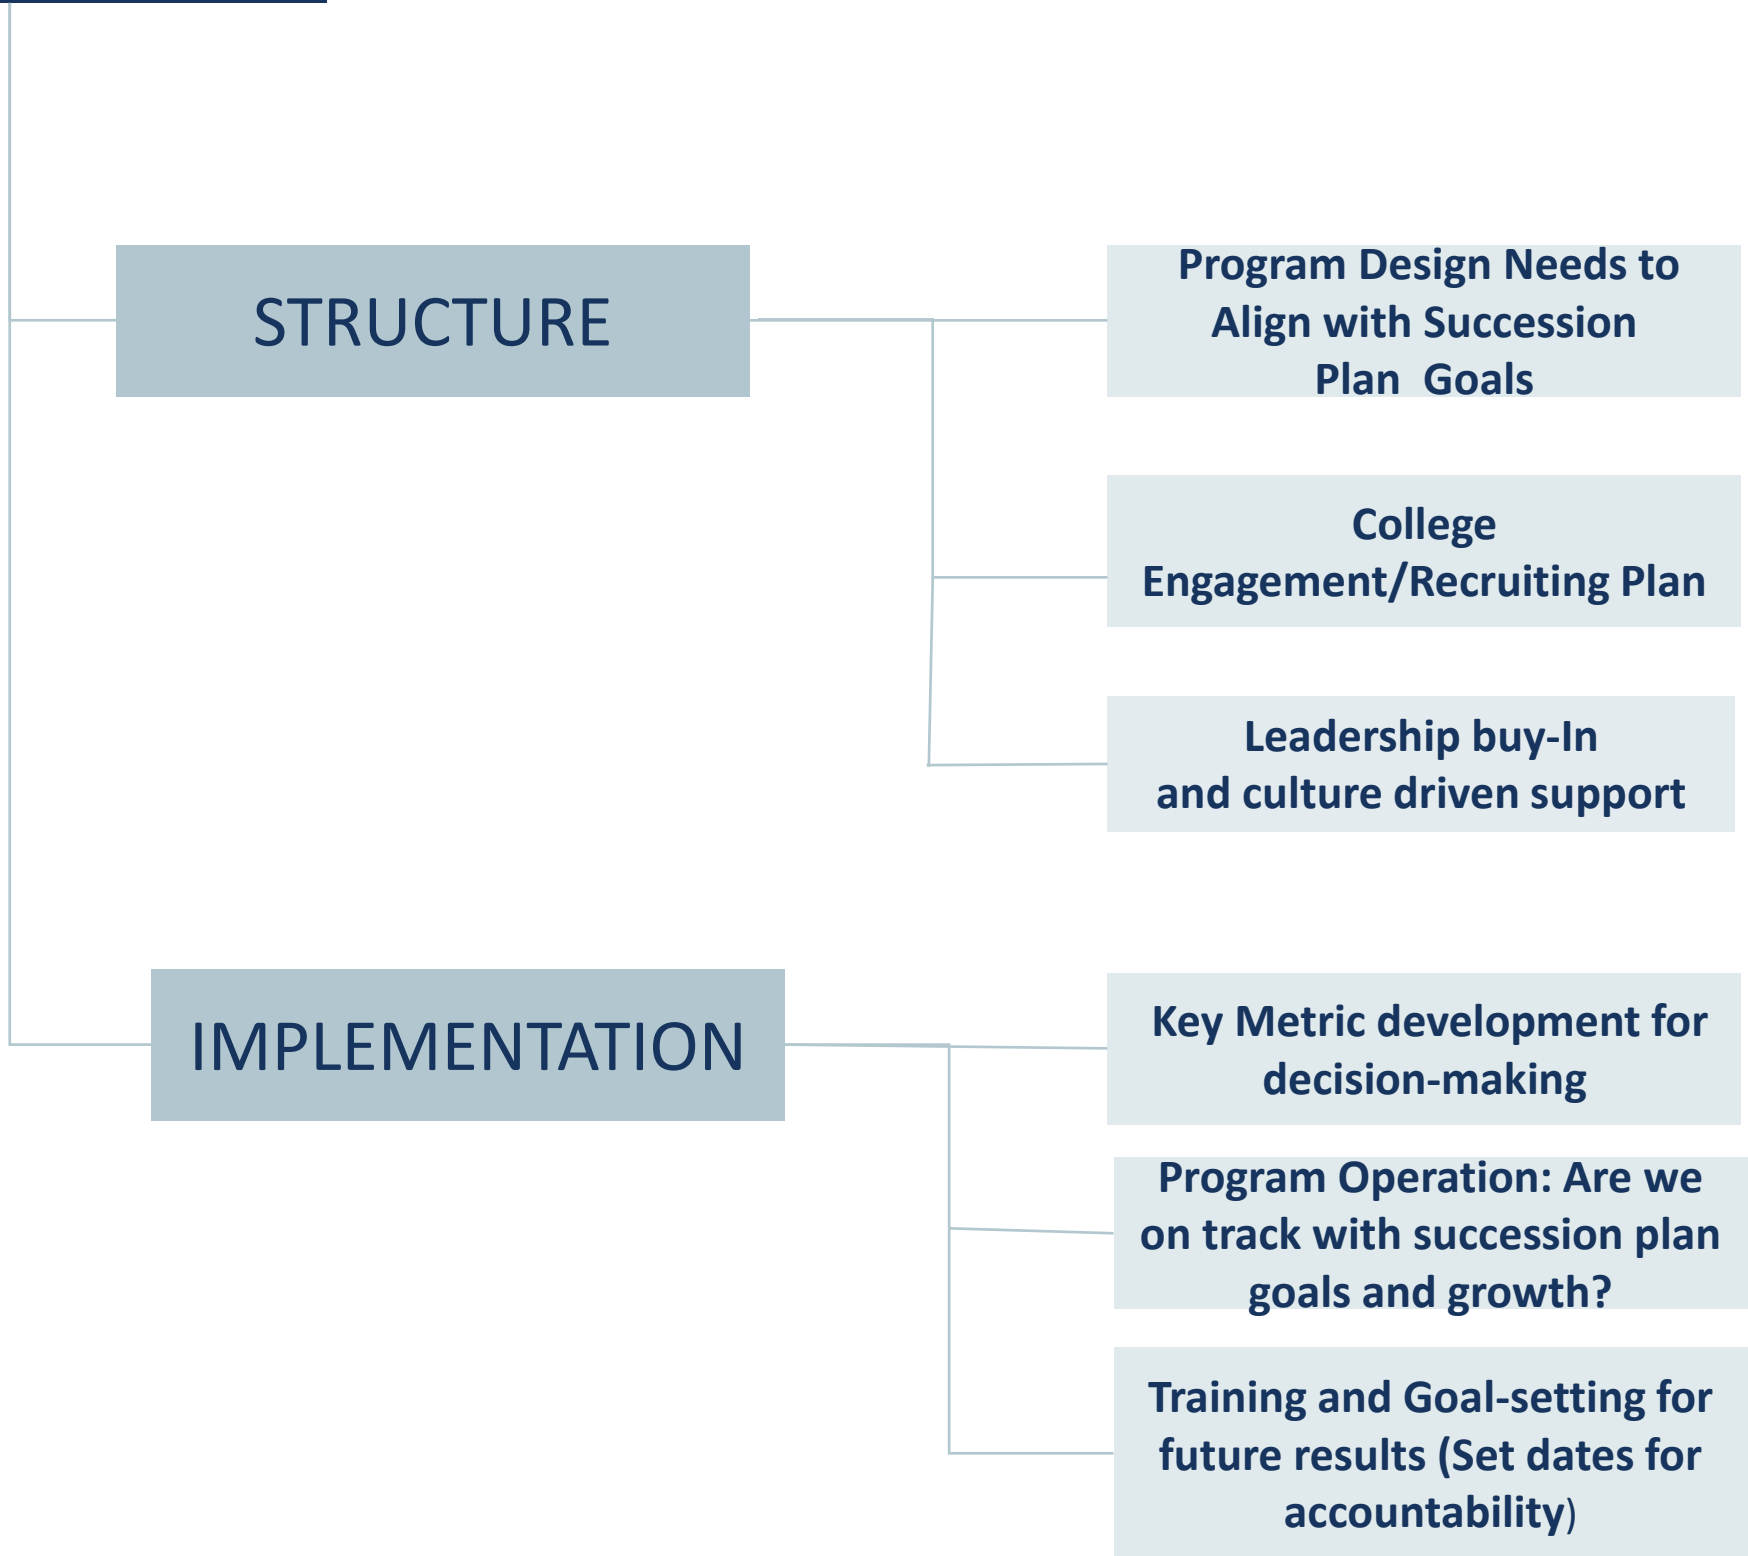 STRUCTURE
Program Design Needs to
Align with Succession
Plan  Goals
College
Engagement/Recruiting Plan
Leadership buy-In
and culture driven support
IMPLEMENTATION
Key Metric development for
decision-making
Program Operation: Are we
on track with succession plan
goals and growth?
Training and Goal-setting for
future results (Set dates for
accountability)